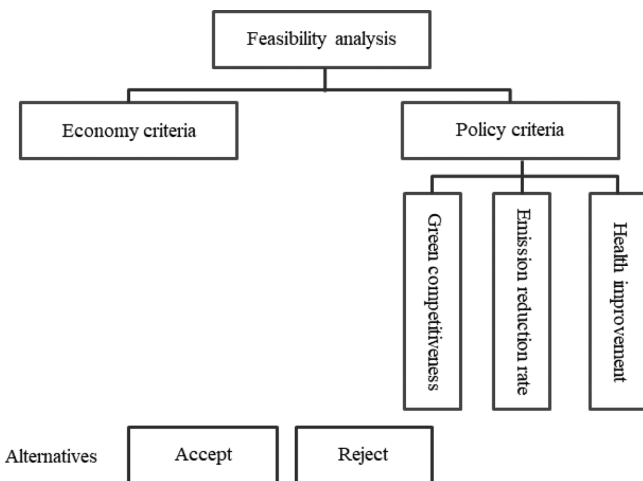 Feasibility analysis
Economy criteria
Policy criteria
Green competitiveness
Emission reduction rate
Health improvement
Alternatives
Accept
Reject